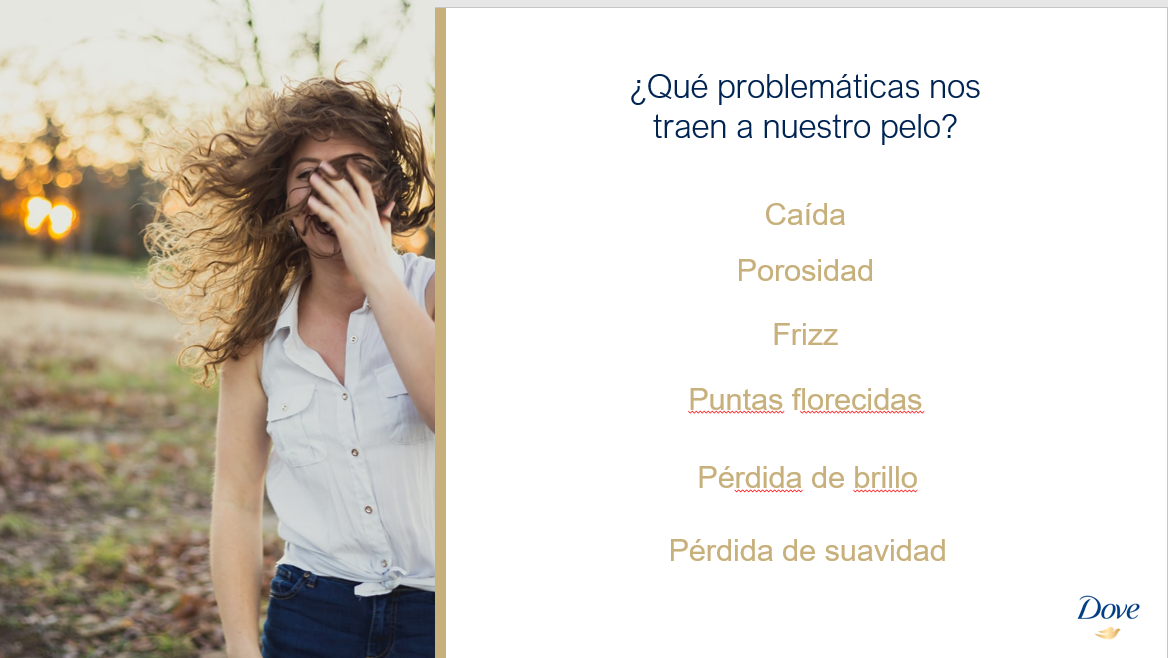 ¿Qué problemáticas nos
traen a nuestro pelo?
Caída
Porosidad
Frizz
Puntas florecidas
Pérdida de brillo
Pérdida de suavidad
Dove